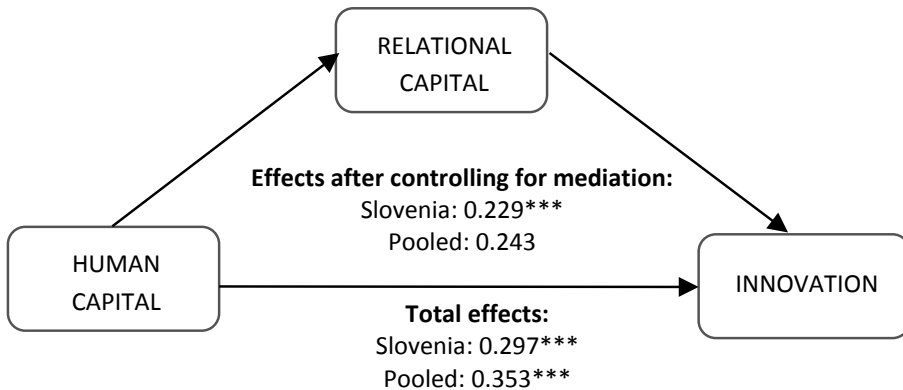 RELATIONAL
CAPITAL
Effects after controlling for mediation:
Slovenia: 0.229***
Pooled: 0.243
HUMAN
CAPITAL
INNOVATION
Total effects:
Slovenia: 0.297***
Pooled: 0.353***